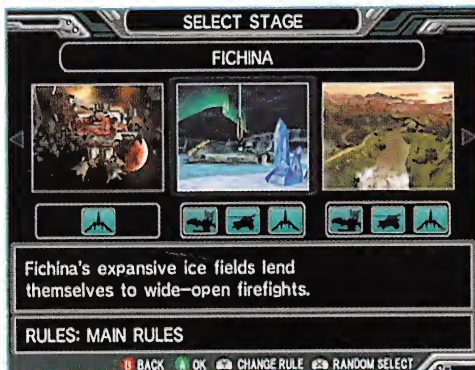 SELECT STAGE
FICHINA
Fichina's expansive ice fields lend
themselves to wide-open firefights.
RULES: MAIN RULES
B BACK A OK Y CHANGE RULE X RANDOM SELECT